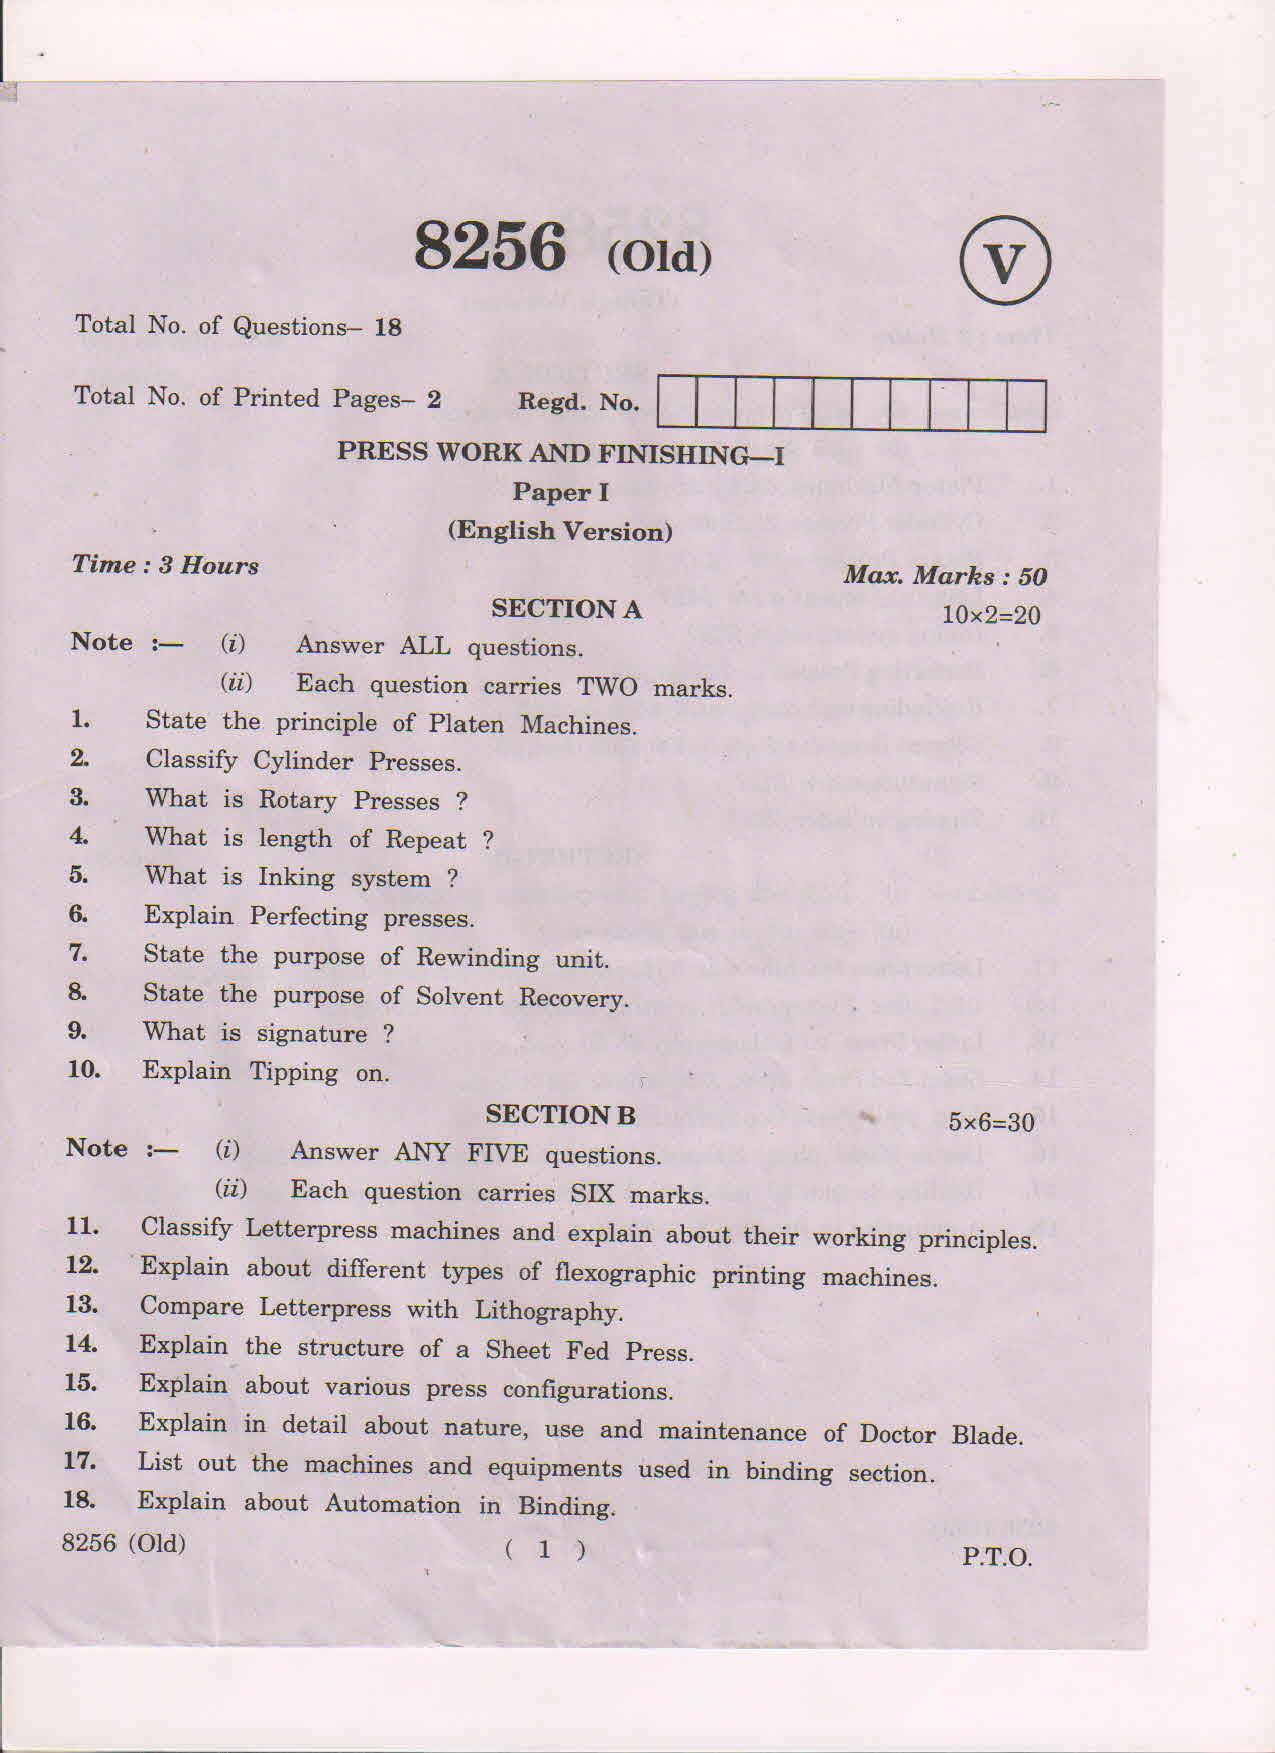 8256 (Old)
V
Total No. of Questions– 18
Total No. of Printed Pages– 2 Regd. No.
PRESS WORK AND FINISHING—I
Paper I
(English Version)
Time : 3 Hours Max. Marks : 50
SECTION A 10×2=20
Note :— (i) Answer ALL questions.
(ii) Each question carries TWO marks.
1. State the principle of Platen Machines.
2. Classify Cylinder Presses.
3. What is Rotary Presses ?
4. What is length of Repeat ?
5. What is Inking system ?
6. Explain Perfecting presses.
7. State the purpose of Rewinding unit.
8. State the purpose of Solvent Recovery.
9. What is signature ?
10. Explain Tipping on.
SECTION B 5×6=30
Note :— (i) Answer ANY FIVE questions.
(ii) Each question carries SIX marks.
11. Classify Letterpress machines and explain about their working principles.
12. Explain about different types of flexographic printing machines.
13. Compare Letterpress with Lithography.
14. Explain the structure of a Sheet Fed Press.
15. Explain about various press configurations.
16. Explain in detail about nature, use and maintenance of Doctor Blade.
17. List out the machines and equipments used in binding section.
18. Explain about Automation in Binding.
8256 (Old) ( 1 ) P.T.O.